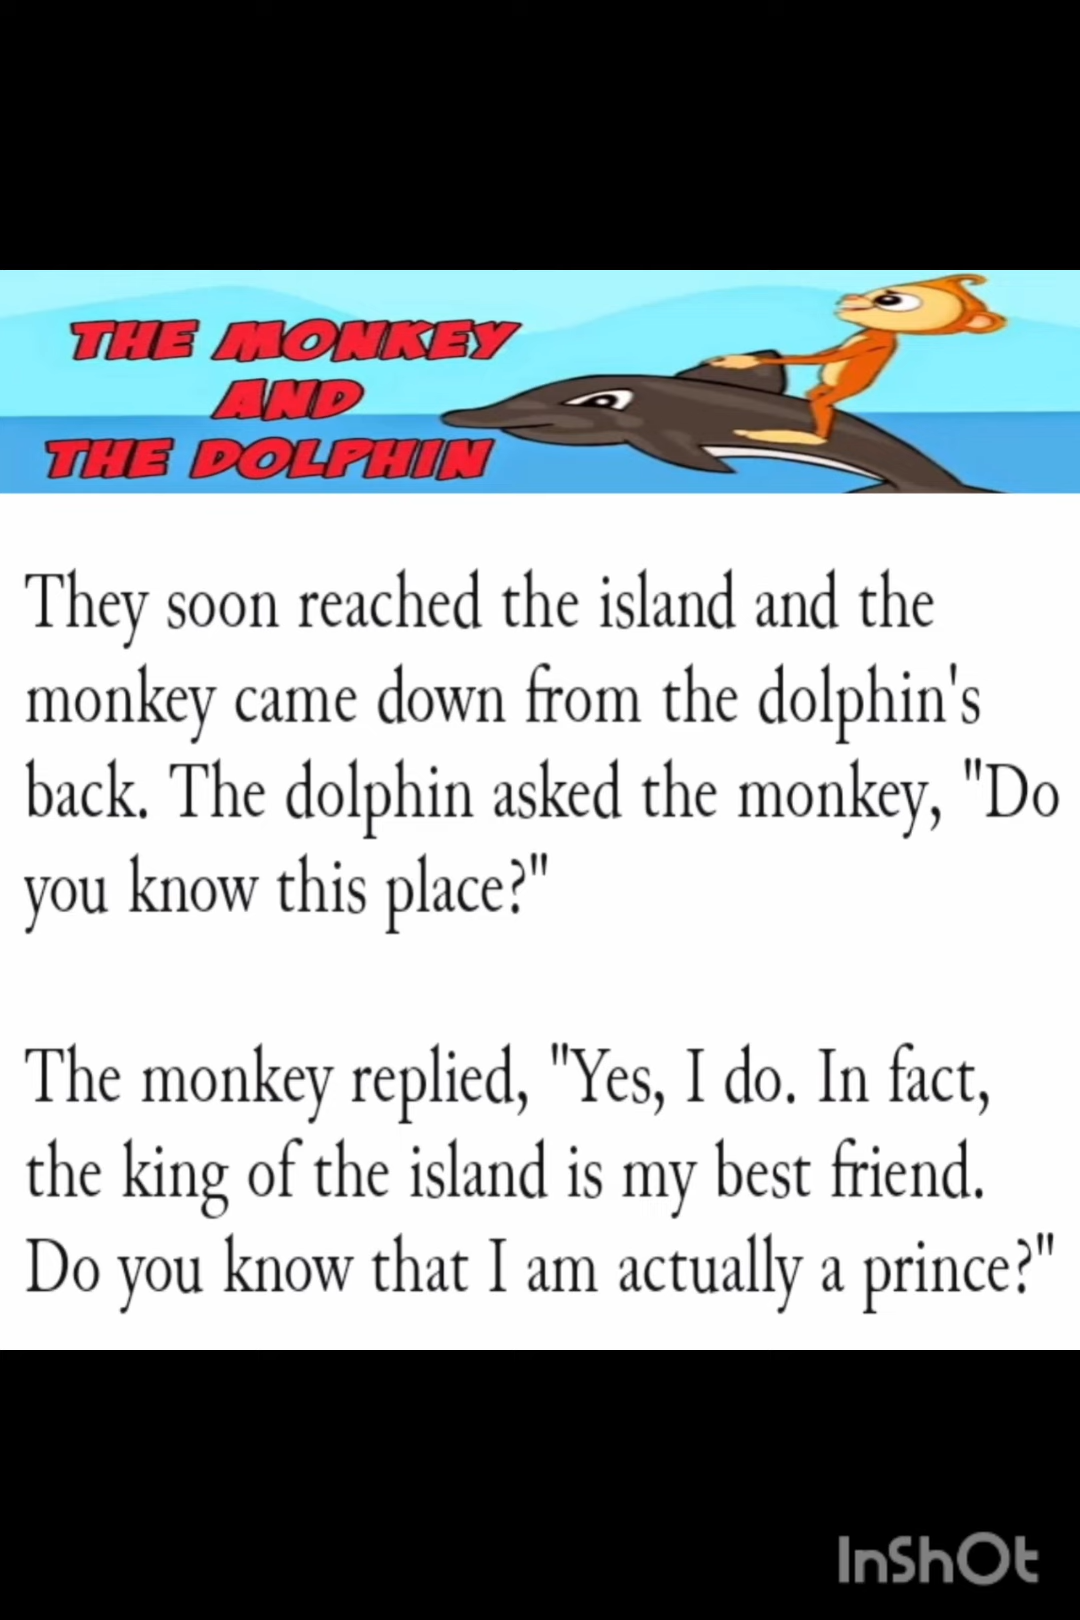 THE MONKEY
AND
THE DOLPHIN
They soon reached the island and the
monkey came down from the dolphin's
back. The dolphin asked the monkey, "Do
you know this place?"
The monkey replied, "Yes, I do. In fact,
the king of the island is my best friend.
Do you know that I am actually a prince?"
InShOt